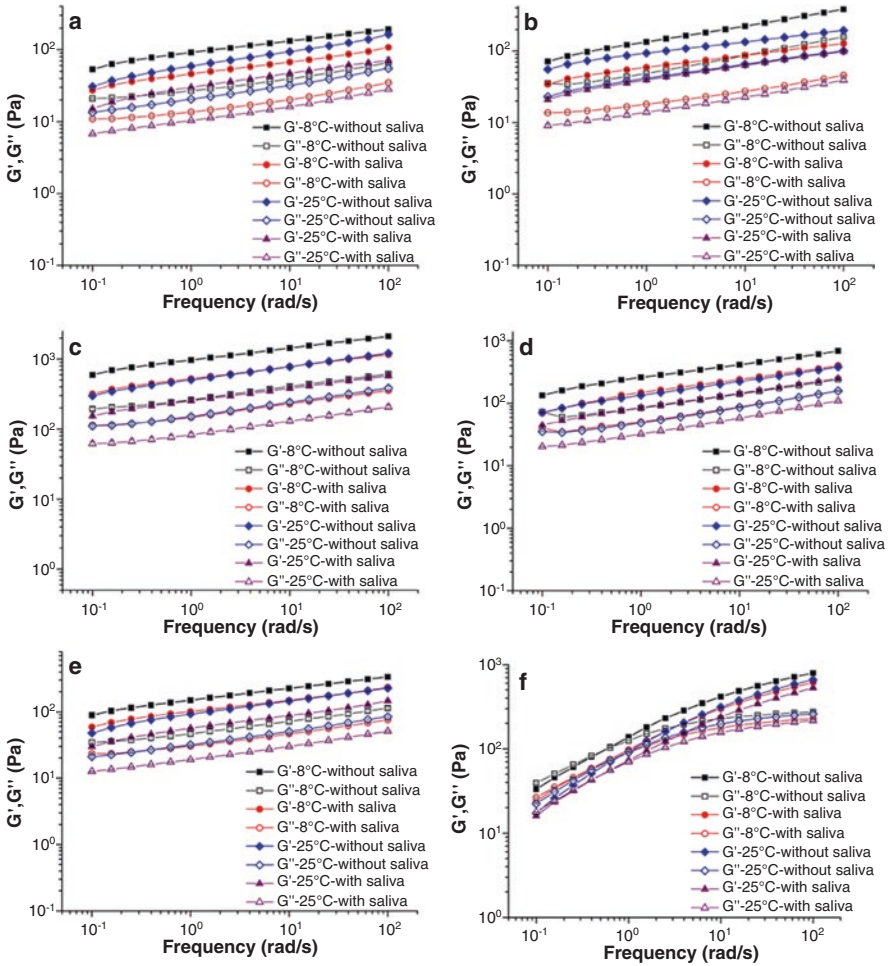 a
10²
10¹
10⁰
10⁻¹
G',G'' (Pa)
G'-8°C-without saliva
G''-8°C-without saliva
G'-8°C-with saliva
G''-8°C-with saliva
G'-25°C-without saliva
G''-25°C-without saliva
G'-25°C-with saliva
G''-25°C-with saliva
10⁻¹ 10⁰ 10¹ 10²
Frequency (rad/s)
b
10²
10¹
10⁰
10⁻¹
G',G'' (Pa)
G'-8°C-without saliva
G''-8°C-without saliva
G'-8°C-with saliva
G''-8°C-with saliva
G'-25°C-without saliva
G''-25°C-without saliva
G'-25°C-with saliva
G''-25°C-with saliva
10⁻¹ 10⁰ 10¹ 10²
Frequency (rad/s)
c
10³
10²
10¹
10⁰
G',G'' (Pa)
G'-8°C-without saliva
G''-8°C-without saliva
G'-8°C-with saliva
G''-8°C-with saliva
G'-25°C-without saliva
G''-25°C-without saliva
G'-25°C-with saliva
G''-25°C-with saliva
10⁻¹ 10⁰ 10¹ 10²
Frequency (rad/s)
d
10³
10²
10¹
10⁰
10⁻¹
G',G'' (Pa)
G'-8°C-without saliva
G''-8°C-without saliva
G'-8°C-with saliva
G''-8°C-with saliva
G'-25°C-without saliva
G''-25°C-without saliva
G'-25°C-with saliva
G''-25°C-with saliva
10⁻¹ 10⁰ 10¹ 10²
Frequency (rad/s)
e
10²
10¹
10⁰
10⁻¹
G',G'' (Pa)
G'-8°C-without saliva
G''-8°C-without saliva
G'-8°C-with saliva
G''-8°C-with saliva
G'-25°C-without saliva
G''-25°C-without saliva
G'-25°C-with saliva
G''-25°C-with saliva
10⁻¹ 10⁰ 10¹ 10²
Frequency (rad/s)
f
10³
10²
10¹
10⁰
G',G'' (Pa)
G'-8°C-without saliva
G''-8°C-without saliva
G'-8°C-with saliva
G''-8°C-with saliva
G'-25°C-without saliva
G''-25°C-without saliva
G'-25°C-with saliva
G''-25°C-with saliva
10⁻¹ 10⁰ 10¹ 10²
Frequency (rad/s)